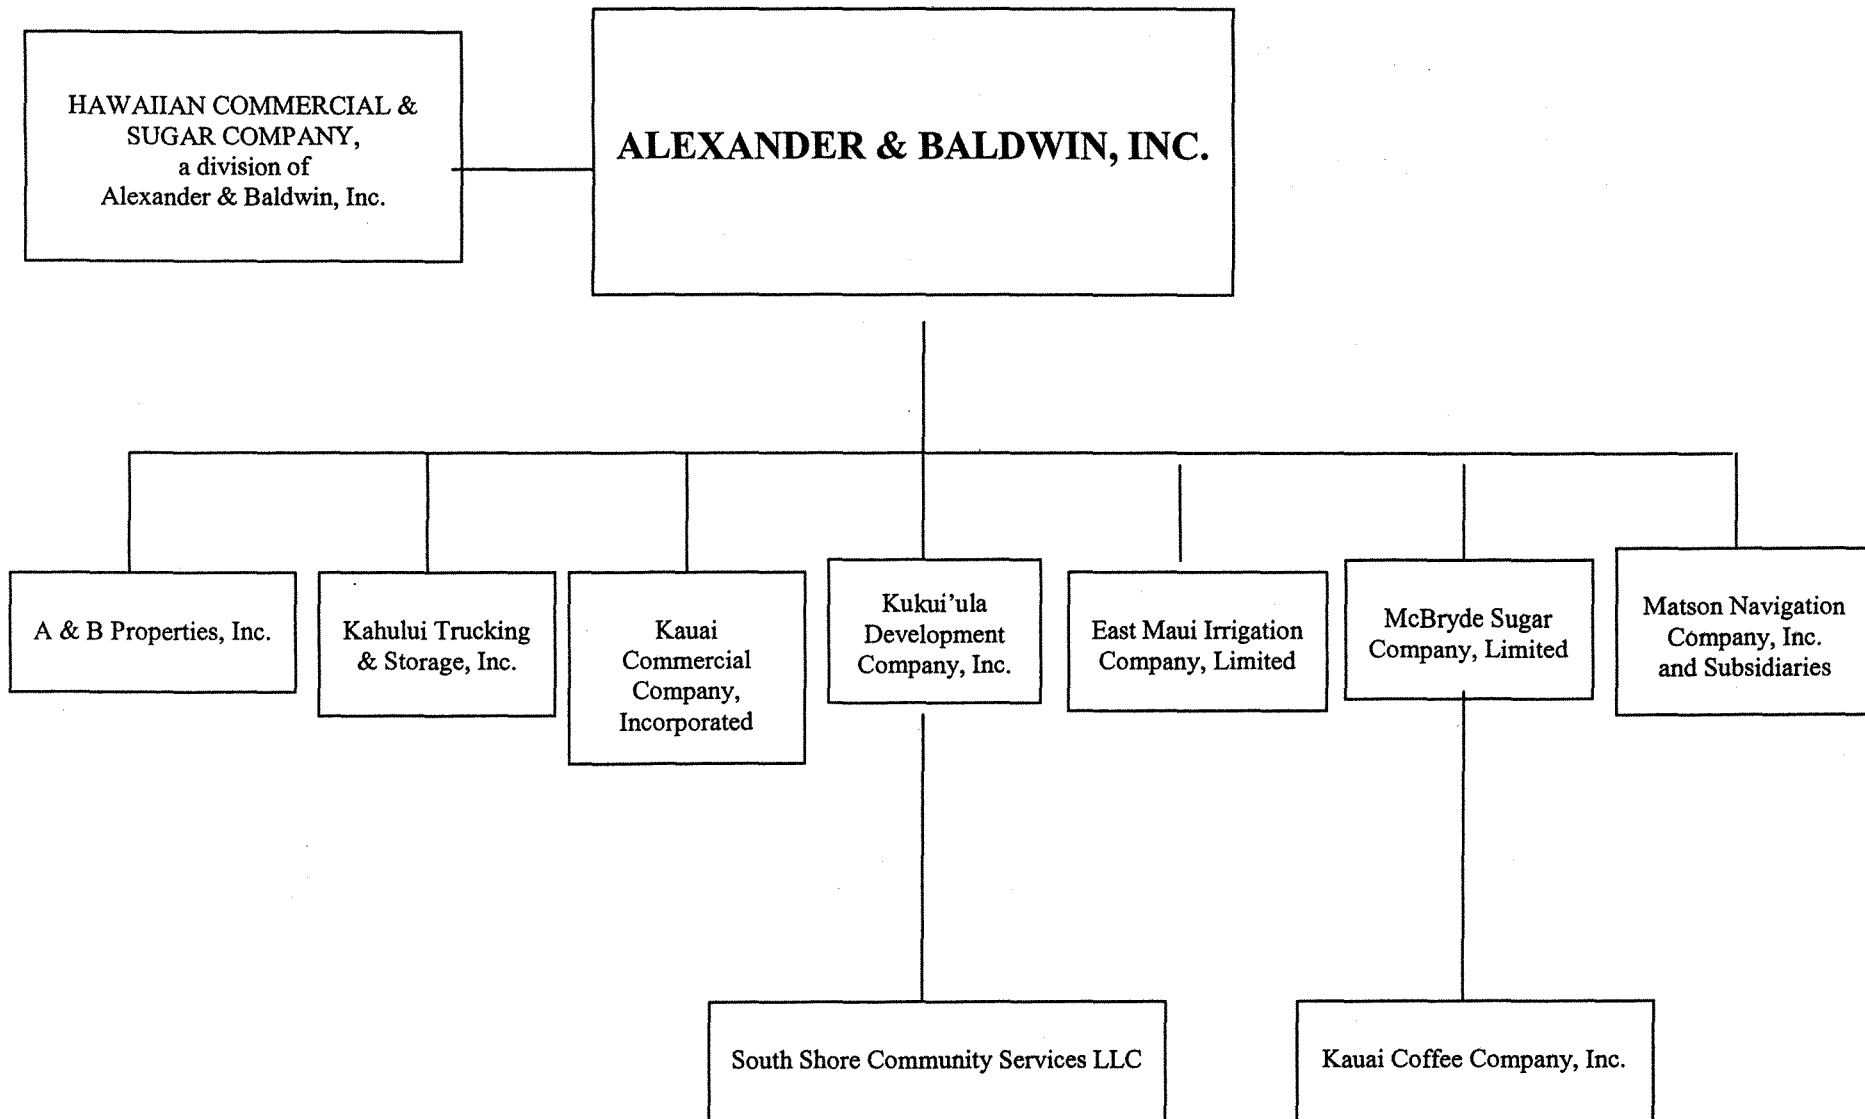 HAWAIIAN COMMERCIAL &
SUGAR COMPANY,
a division of
Alexander & Baldwin, Inc.
ALEXANDER & BALDWIN, INC.
A & B Properties, Inc.
Kahului Trucking
& Storage, Inc.
Kauai
Commercial
Company,
Incorporated
Kukui’ula
Development
Company, Inc.
East Maui Irrigation
Company, Limited
McBryde Sugar
Company, Limited
Matson Navigation
Company, Inc.
and Subsidiaries
South Shore Community Services LLC
Kauai Coffee Company, Inc.